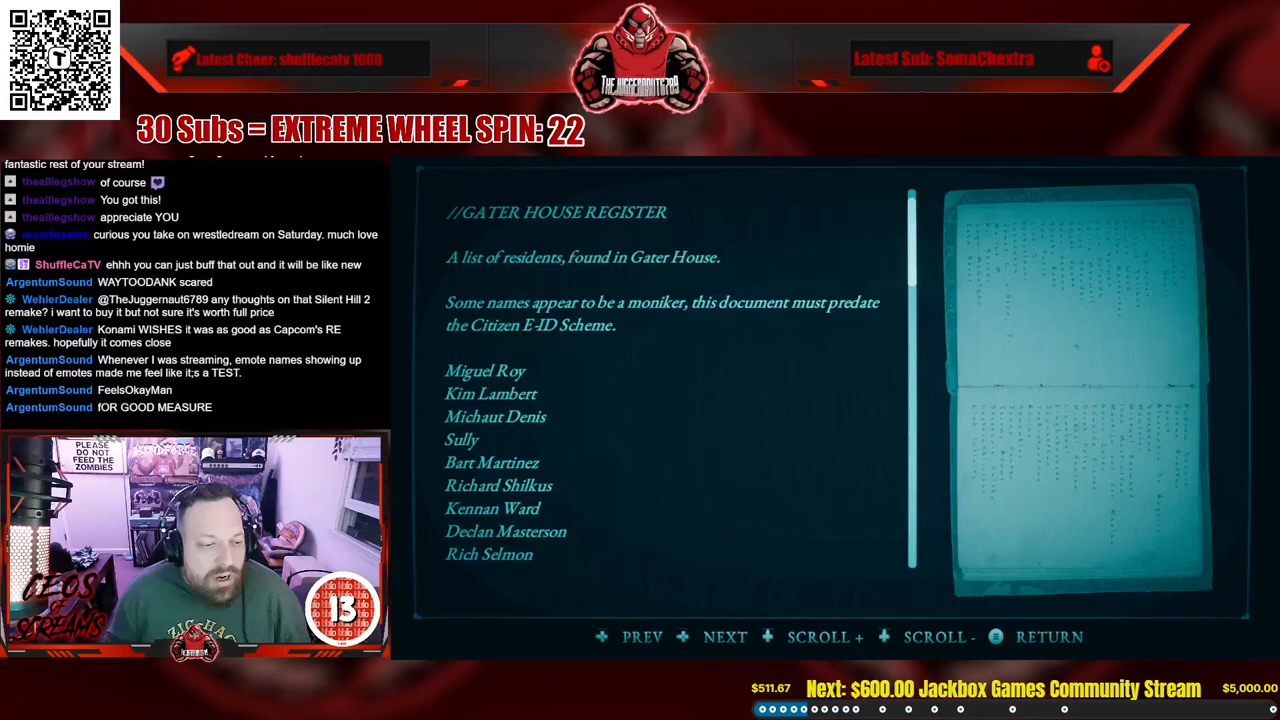 Latest Cheer: shufflecatv 1000
THEJUGGERNAUT6789
Latest Sub: SomaChextra
30 Subs = EXTREME WHEEL SPIN: 22
fantastic rest of your stream!
thealliegshow of course
thealliegshow You got this!
thealliegshow appreciate YOU
curious you take on wrestledream on Saturday. much love
homie
ShuffleCaTV ehhh you can just buff that out and it will be like new
ArgentumSound WAYTOODANK scared
WehlerDealer @TheJuggernaut6789 any thoughts on that Silent Hill 2
remake? i want to buy it but not sure it's worth full price
WehlerDealer Konami WISHES it was as good as Capcom's RE
remakes. hopefully it comes close
ArgentumSound Whenever I was streaming, emote names showing up
instead of emotes made me feel like it;s a TEST.
ArgentumSound FeelsOkayMan
ArgentumSound fOR GOOD MEASURE
//GATER HOUSE REGISTER
A list of residents, found in Gater House.
Some names appear to be a moniker, this document must predate
the Citizen E-ID Scheme.
Miguel Roy
Kim Lambert
Michaut Denis
Sully
Bart Martinez
Richard Shilkus
Kennan Ward
Declan Masterson
Rich Selmon
PREV NEXT SCROLL + SCROLL - RETURN
PLEASE
DO NOT
FEED THE
ZOMBIES
MINDFORCE
CEOS
OF
SCREAMS
13
$511.67 Next: $600.00 Jackbox Games Community Stream $5,000.00